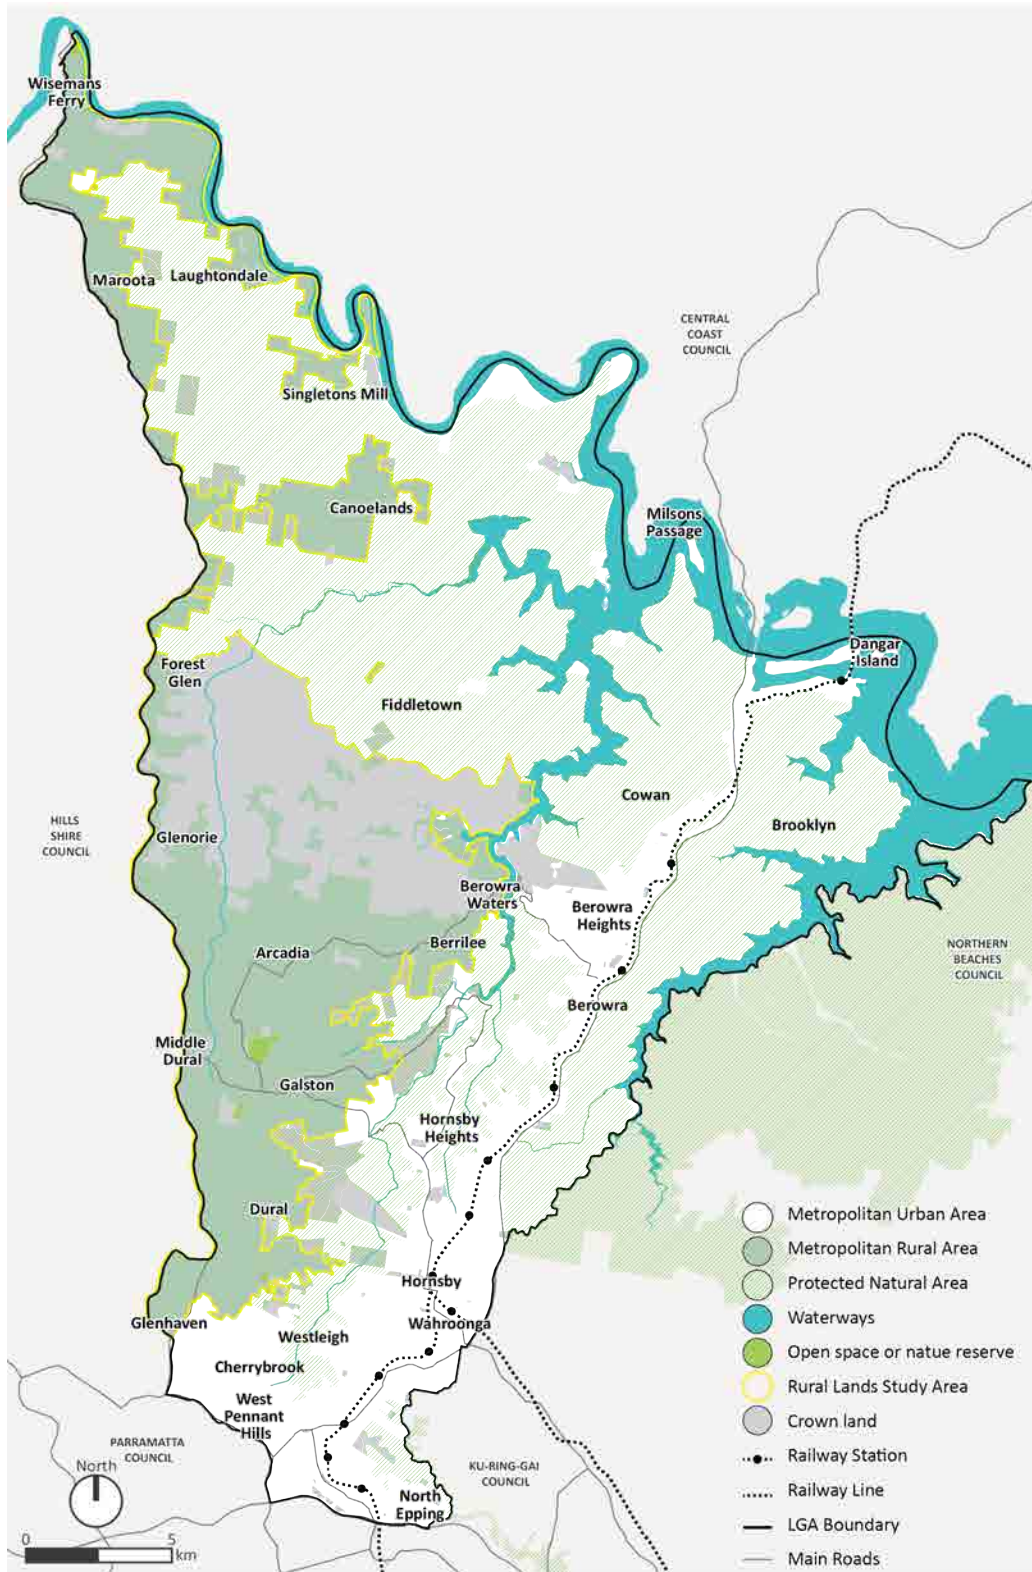 Wisemans
Ferry
Maroota
Laughtondale
CENTRAL
COAST
COUNCIL
Singletons Mill
Canoelands
Milsons
Passage
Dangar
Island
Forest
Glen
Fiddletown
Cowan
Brooklyn
HILLS
SHIRE
COUNCIL
Glenorie
Berowra
Waters
Berowra
Heights
Berrilee
Arcadia
NORTHERN
BEACHES
COUNCIL
Berowra
Middle
Dural
Galston
Hornsby
Heights
Dural
Hornsby
Glenhaven
Wahroonga
Westleigh
Cherrybrook
West
Pennant
Hills
PARRAMATTA
COUNCIL
KU-RING-GAI
COUNCIL
North
Epping
North
0 5
km
Metropolitan Urban Area
Metropolitan Rural Area
Protected Natural Area
Waterways
Open space or natue reserve
Rural Lands Study Area
Crown land
Railway Station
Railway Line
LGA Boundary
Main Roads